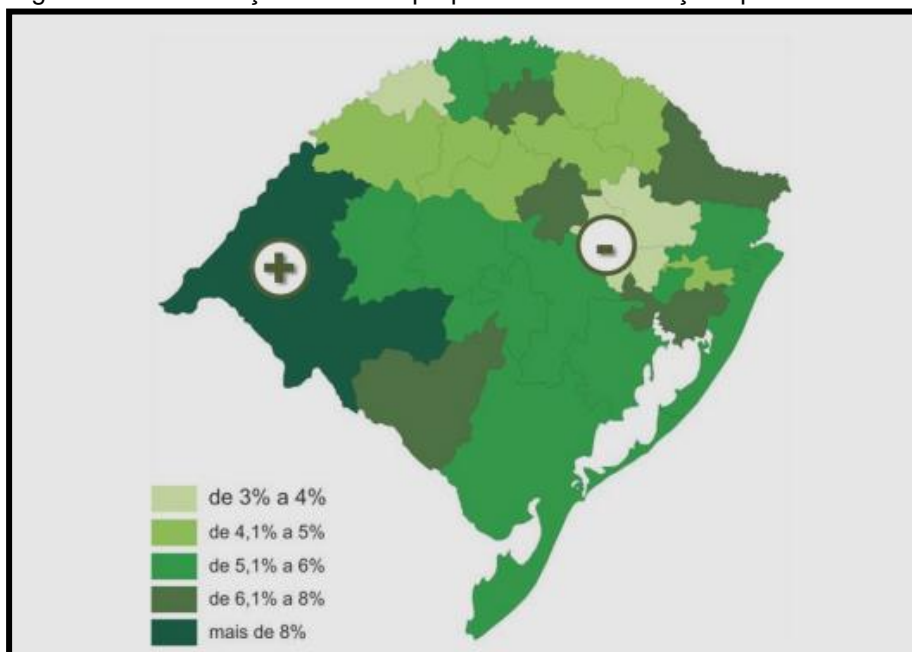 +
-
de 3% a 4%
de 4,1% a 5%
de 5,1% a 6%
de 6,1% a 8%
mais de 8%